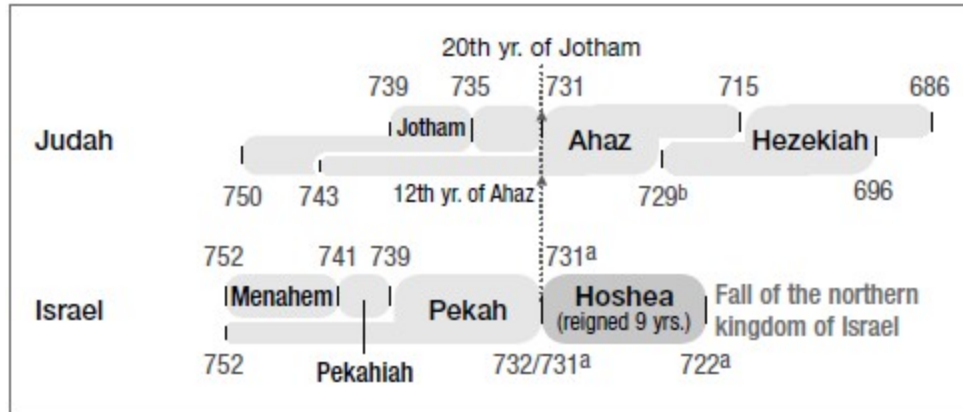 20th yr. of Jotham
739 735 731 715 686
Judah Jotham Ahaz Hezekiah
750 743 12th yr. of Ahaz 729b 696
752 741 739 731a
Israel Menahem Pekah Hoshea Fall of the northern
(reigned 9 yrs.) kingdom of Israel
752 Pekahiah 732/731a 722a